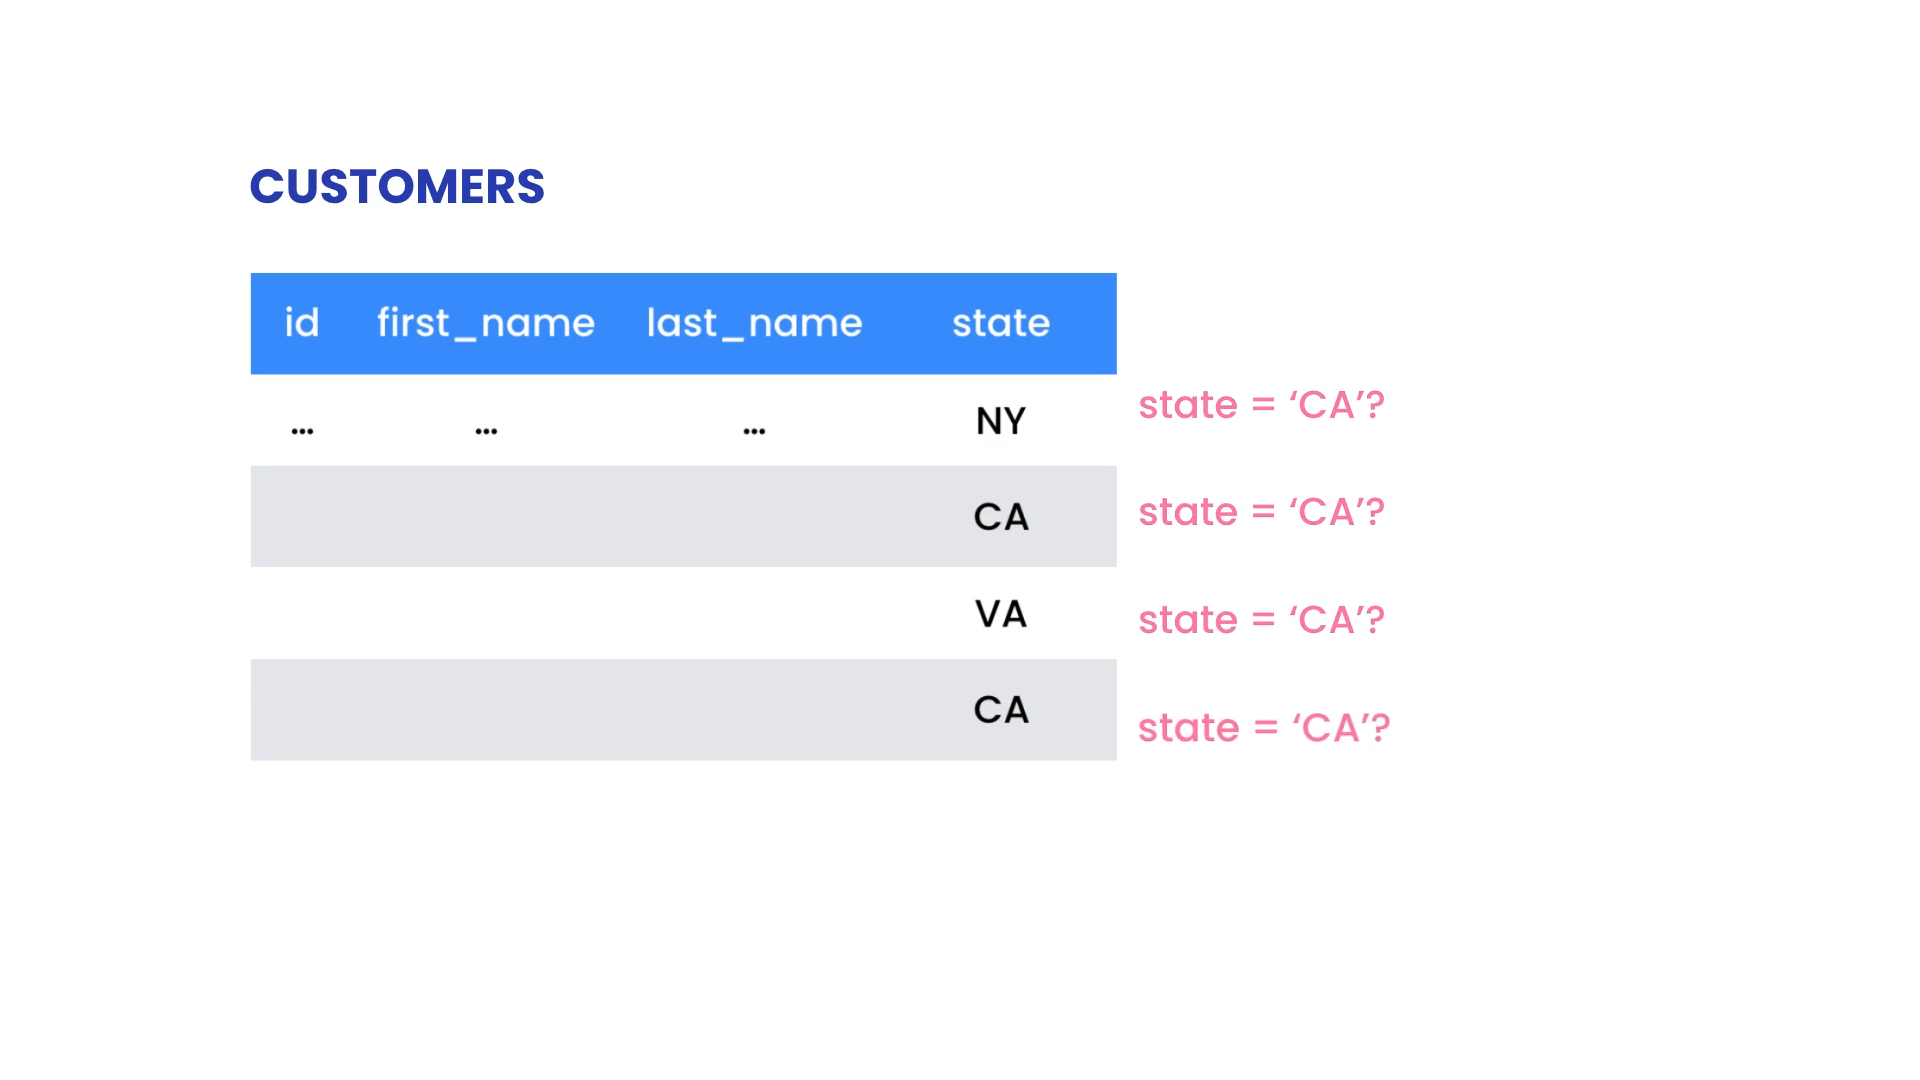 CUSTOMERS
id first_name last_name state
... ... ... NY state = ‘CA’?
CA state = ‘CA’?
VA state = ‘CA’?
CA state = ‘CA’?